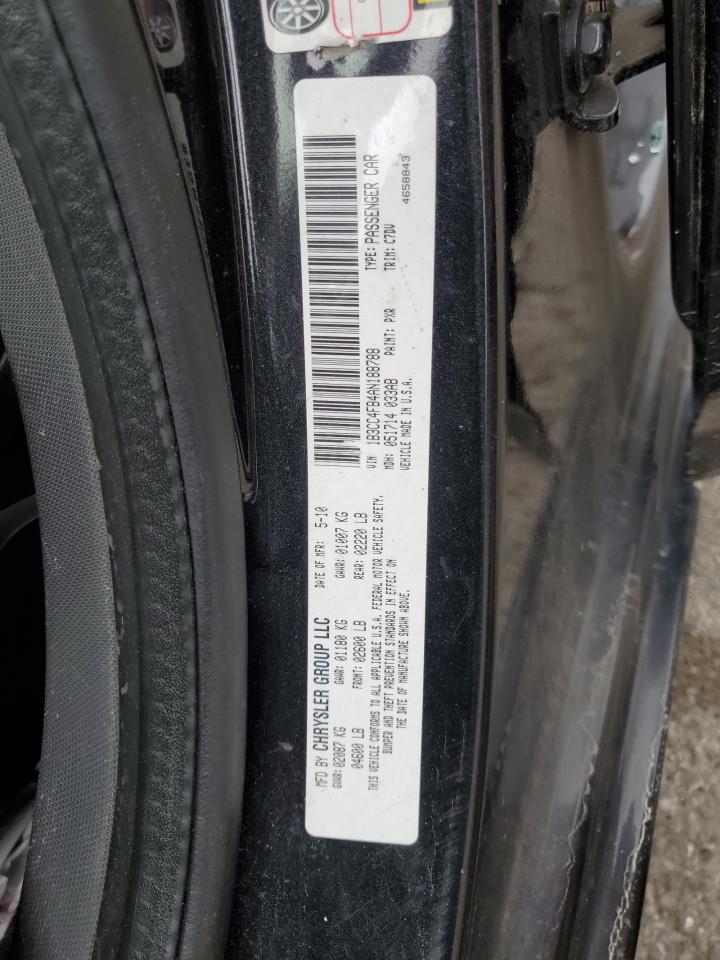 MFD BY CHRYSLER GROUP LLC DATE OF MFR: 5-10
GVWR: 02087 KG GAWR: 01180 KG GAWR: 01007 KG
04600 LB FRONT: 02600 LB REAR: 02220 LB
THIS VEHICLE CONFORMS TO ALL APPLICABLE U.S.A. FEDERAL MOTOR VEHICLE SAFETY,
BUMPER AND THEFT PREVENTION STANDARDS IN EFFECT ON
THE DATE OF MANUFACTURE SHOWN ABOVE.
VIN 1B3CC4FB4AN188788 TYPE: PASSENGER CAR
MDH: 051714 033AB PAINT: PXR TRIM: C7DV
VEHICLE MADE IN U.S.A. 4658843